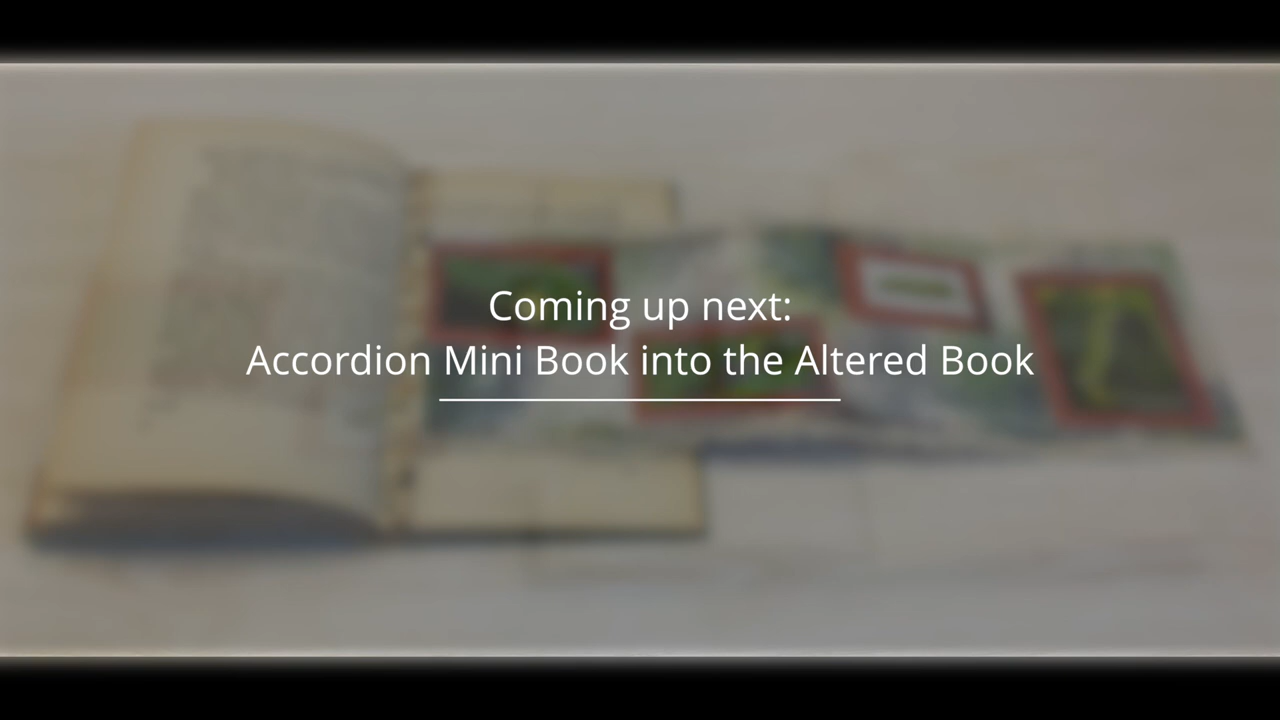 Coming up next:
Accordion Mini Book into the Altered Book